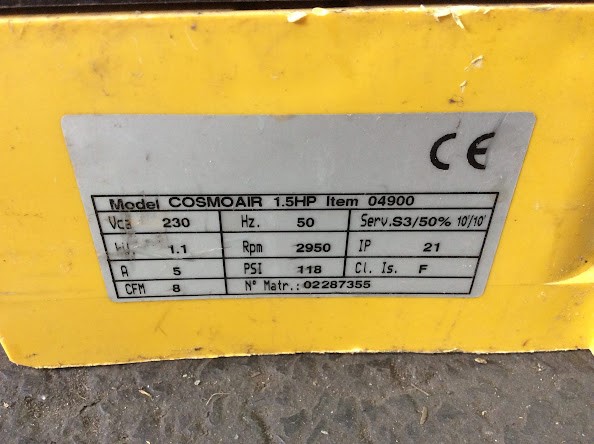 CE
Model COSMOAIR 1.5HP Item 04900
Vca 230 Hz. 50 Serv.S3/50% 10'/10'
1.1 Rpm 2950 IP 21
A 5 PSI 118 Cl. Is. F
CFM 8 N° Matr.:02287355